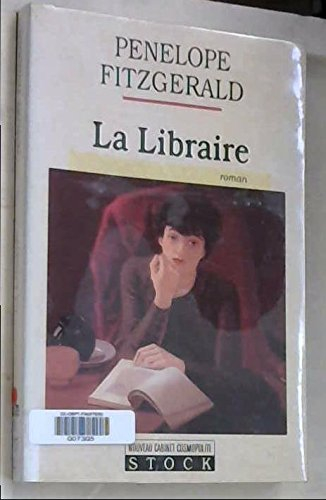 PENELOPE
FITZGERALD
La Libraire
roman
NOUVEAU CABINET COSMOPOLITE
STOCK